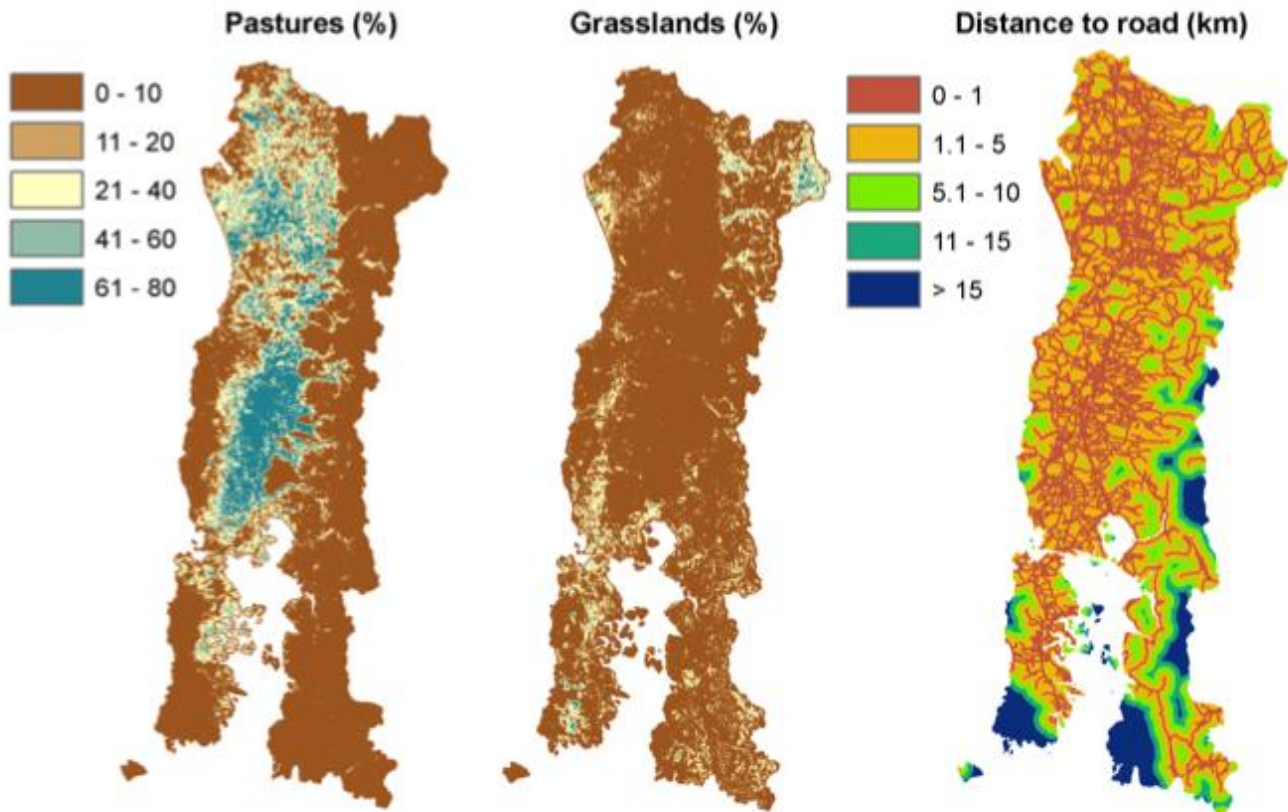 Pastures (%)
Grasslands (%)
Distance to road (km)
0 - 10
11 - 20
21 - 40
41 - 60
61 - 80
0 - 1
1.1 - 5
5.1 - 10
11 - 15
> 15